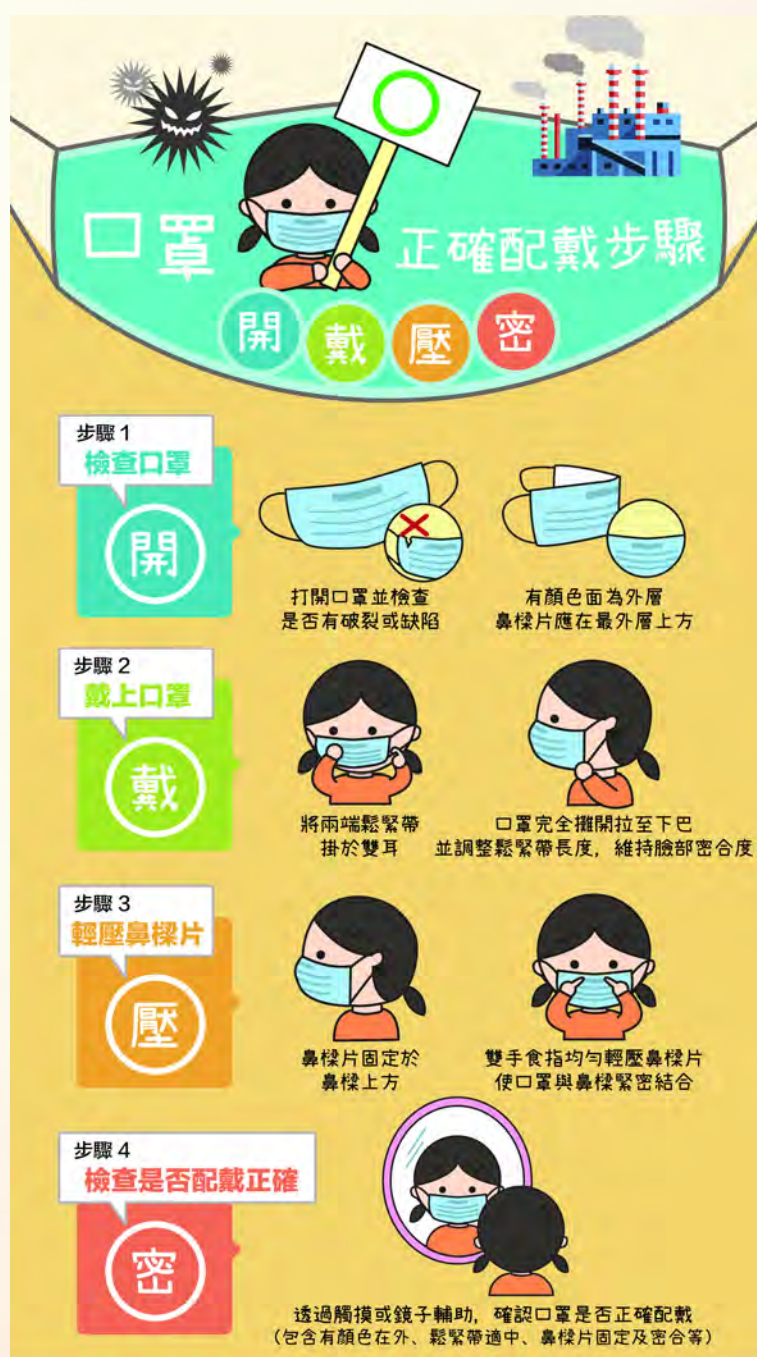 口罩 正確配戴步驟
開 戴 壓 密
步驟1
檢查口罩
開
打開口罩並檢查
是否有破裂或缺陷
有顏色面為外層
鼻樑片應在最外層上方
步驟2
戴上口罩
戴
將兩端鬆緊帶
掛於雙耳
口罩完全攤開拉至下巴
並調整鬆緊帶長度，維持臉部密合度
步驟3
輕壓鼻樑片
壓
鼻樑片固定於
鼻樑上方
雙手食指均勻輕壓鼻樑片
使口罩與鼻樑緊密結合
步驟4
檢查是否配戴正確
密
透過觸摸或鏡子輔助，確認口罩是否正確配戴
（包含有顏色在外、鬆緊帶適中、鼻樑片固定及密合等）